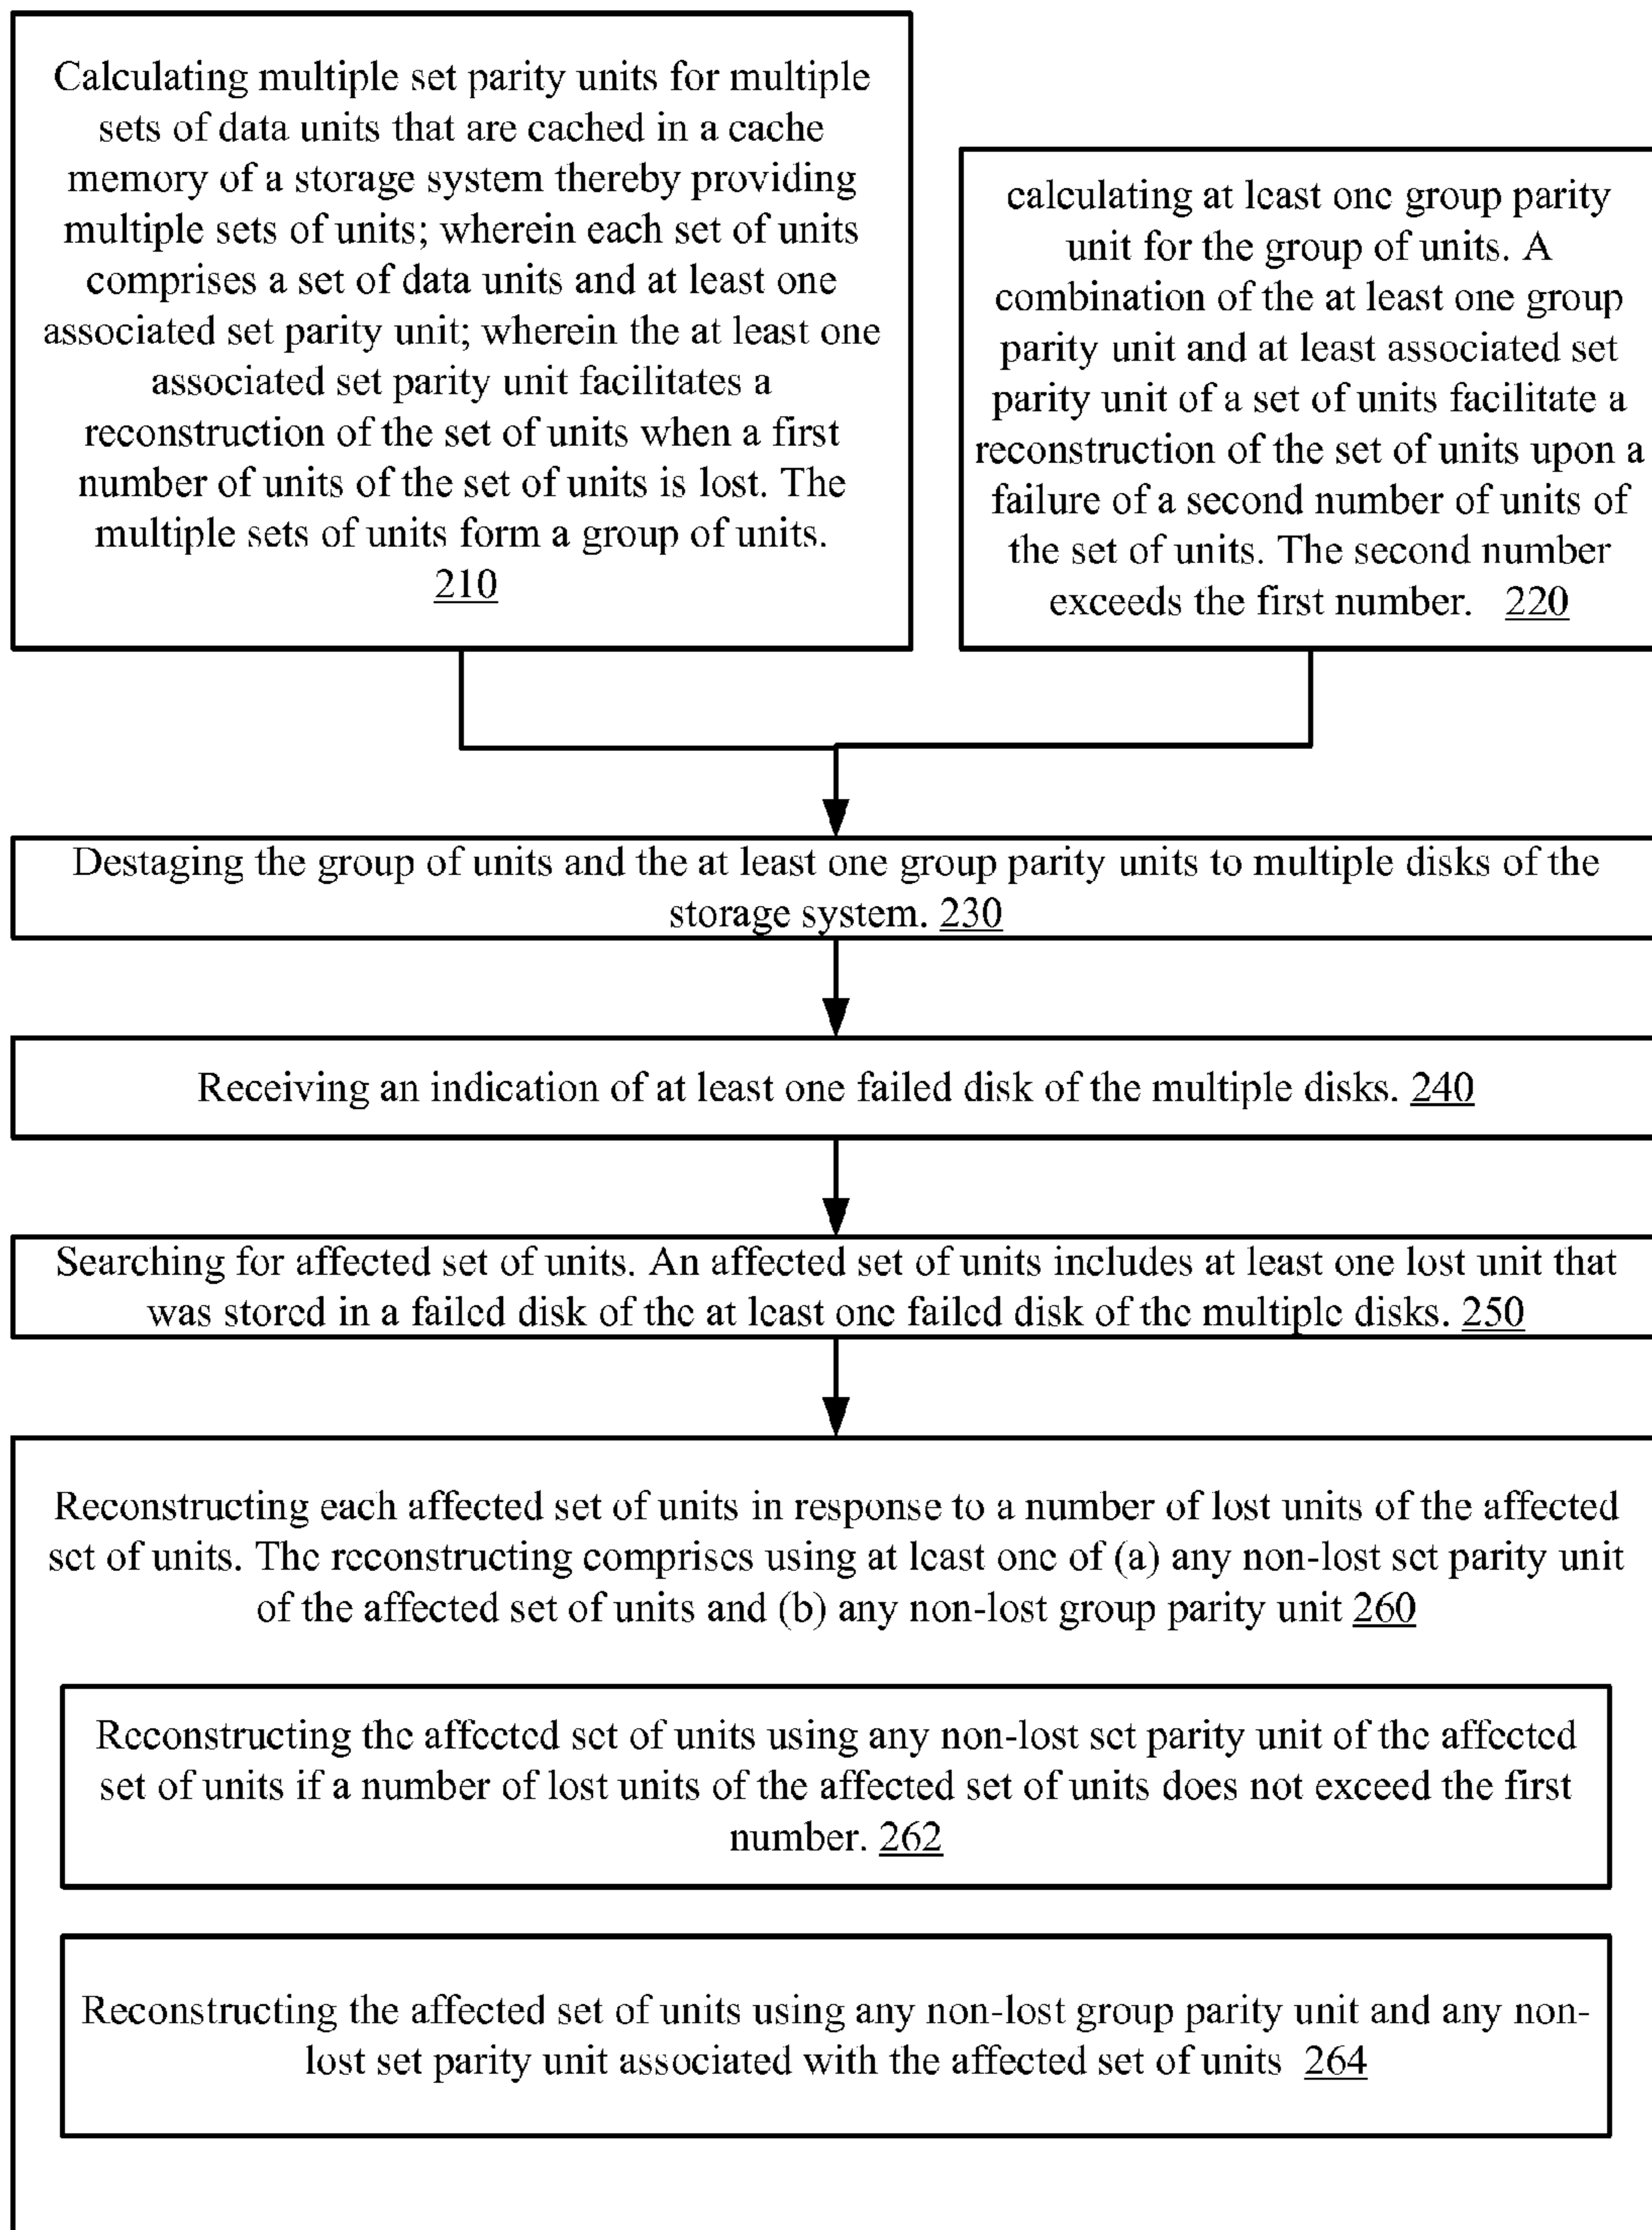 Calculating multiple set parity units for multiple
sets of data units that are cached in a cache
memory of a storage system thereby providing
multiple sets of units; wherein each set of units
comprises a set of data units and at least one
associated set parity unit; wherein the at least one
associated set parity unit facilitates a
reconstruction of the set of units when a first
number of units of the set of units is lost. The
multiple sets of units form a group of units.
210
calculating at least one group parity
unit for the group of units. A
combination of the at least one group
parity unit and at least associated set
parity unit of a set of units facilitate a
reconstruction of the set of units upon a
failure of a second number of units of
the set of units. The second number
exceeds the first number. 220
Destaging the group of units and the at least one group parity units to multiple disks of the
storage system. 230
Receiving an indication of at least one failed disk of the multiple disks. 240
Searching for affected set of units. An affected set of units includes at least one lost unit that
was stored in a failed disk of the at least one failed disk of the multiple disks. 250
Reconstructing each affected set of units in response to a number of lost units of the affected
set of units. The reconstructing comprises using at least one of (a) any non-lost set parity unit
of the affected set of units and (b) any non-lost group parity unit 260
Reconstructing the affected set of units using any non-lost set parity unit of the affected
set of units if a number of lost units of the affected set of units does not exceed the first
number. 262
Reconstructing the affected set of units using any non-lost group parity unit and any non-
lost set parity unit associated with the affected set of units 264